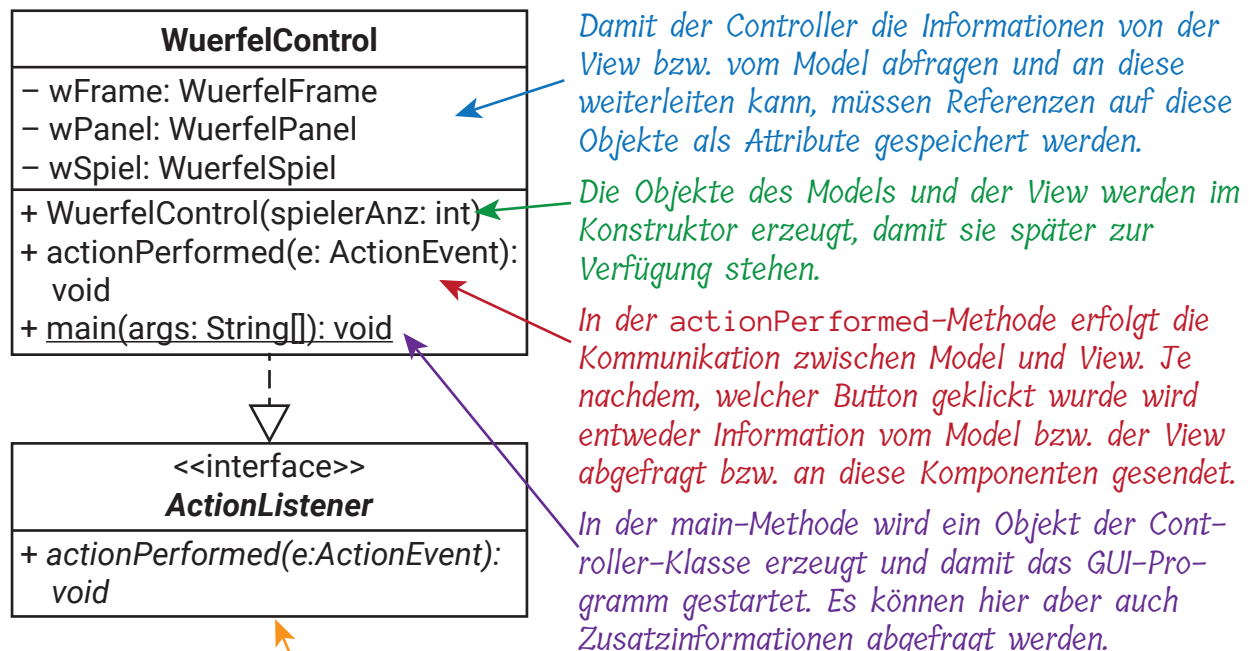 WuerfelControl
– wFrame: WuerfelFrame
– wPanel: WuerfelPanel
– wSpiel: WuerfelSpiel
+ WuerfelControl(spielerAnz: int)
+ actionPerformed(e: ActionEvent):
void
+ main(args: String[]): void
<<interface>>
ActionListener
+ actionPerformed(e:ActionEvent):
void
Damit der Controller die Informationen von der
View bzw. vom Model abfragen und an diese
weiterleiten kann, müssen Referenzen auf diese
Objekte als Attribute gespeichert werden.
Die Objekte des Models und der View werden im
Konstruktor erzeugt, damit sie später zur
Verfügung stehen.
In der actionPerformed-Methode erfolgt die
Kommunikation zwischen Model und View. Je
nachdem, welcher Button geklickt wurde wird
entweder Information vom Model bzw. der View
abgefragt bzw. an diese Komponenten gesendet.
In der main-Methode wird ein Objekt der Cont-
roller-Klasse erzeugt und damit das GUI-Pro-
gramm gestartet. Es können hier aber auch
Zusatzinformationen abgefragt werden.